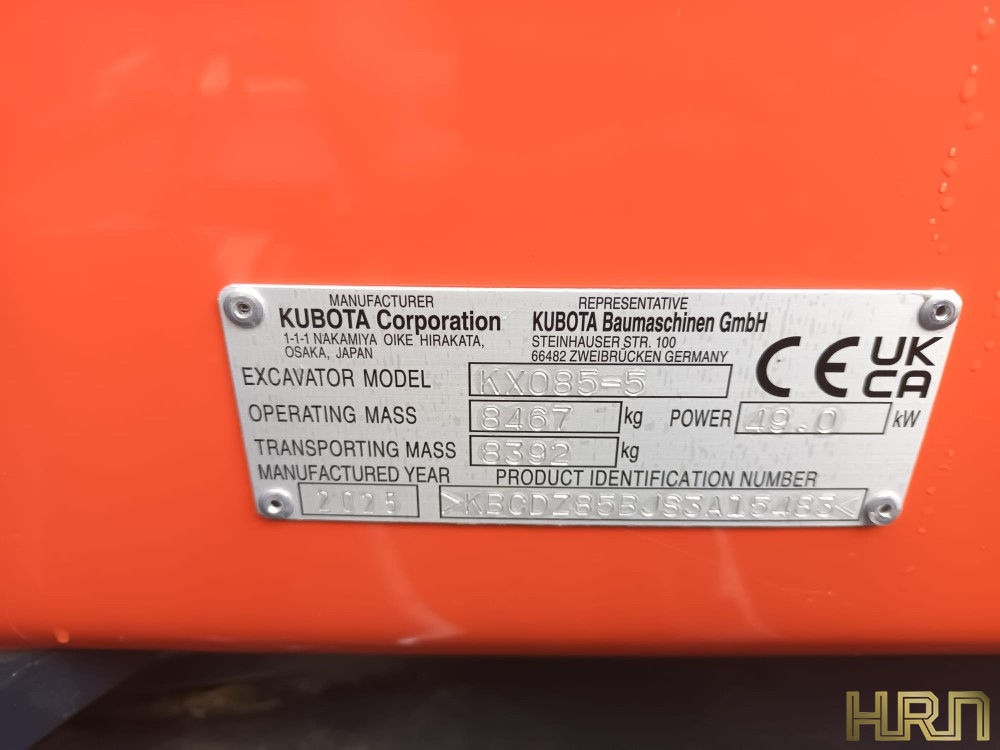 MANUFACTURER
KUBOTA Corporation
1-1-1 NAKAMIYA OIKE HIRAKATA,
OSAKA, JAPAN
REPRESENTATIVE
KUBOTA Baumaschinen GmbH
STEINHAUSER STR. 100
66482 ZWEIBRÜCKEN GERMANY
CE UK
CA
EXCAVATOR MODEL KX085-5
OPERATING MASS 8467 kg POWER 49.0 kW
TRANSPORTING MASS 8392 kg
MANUFACTURED YEAR PRODUCT IDENTIFICATION NUMBER
2025
HRN